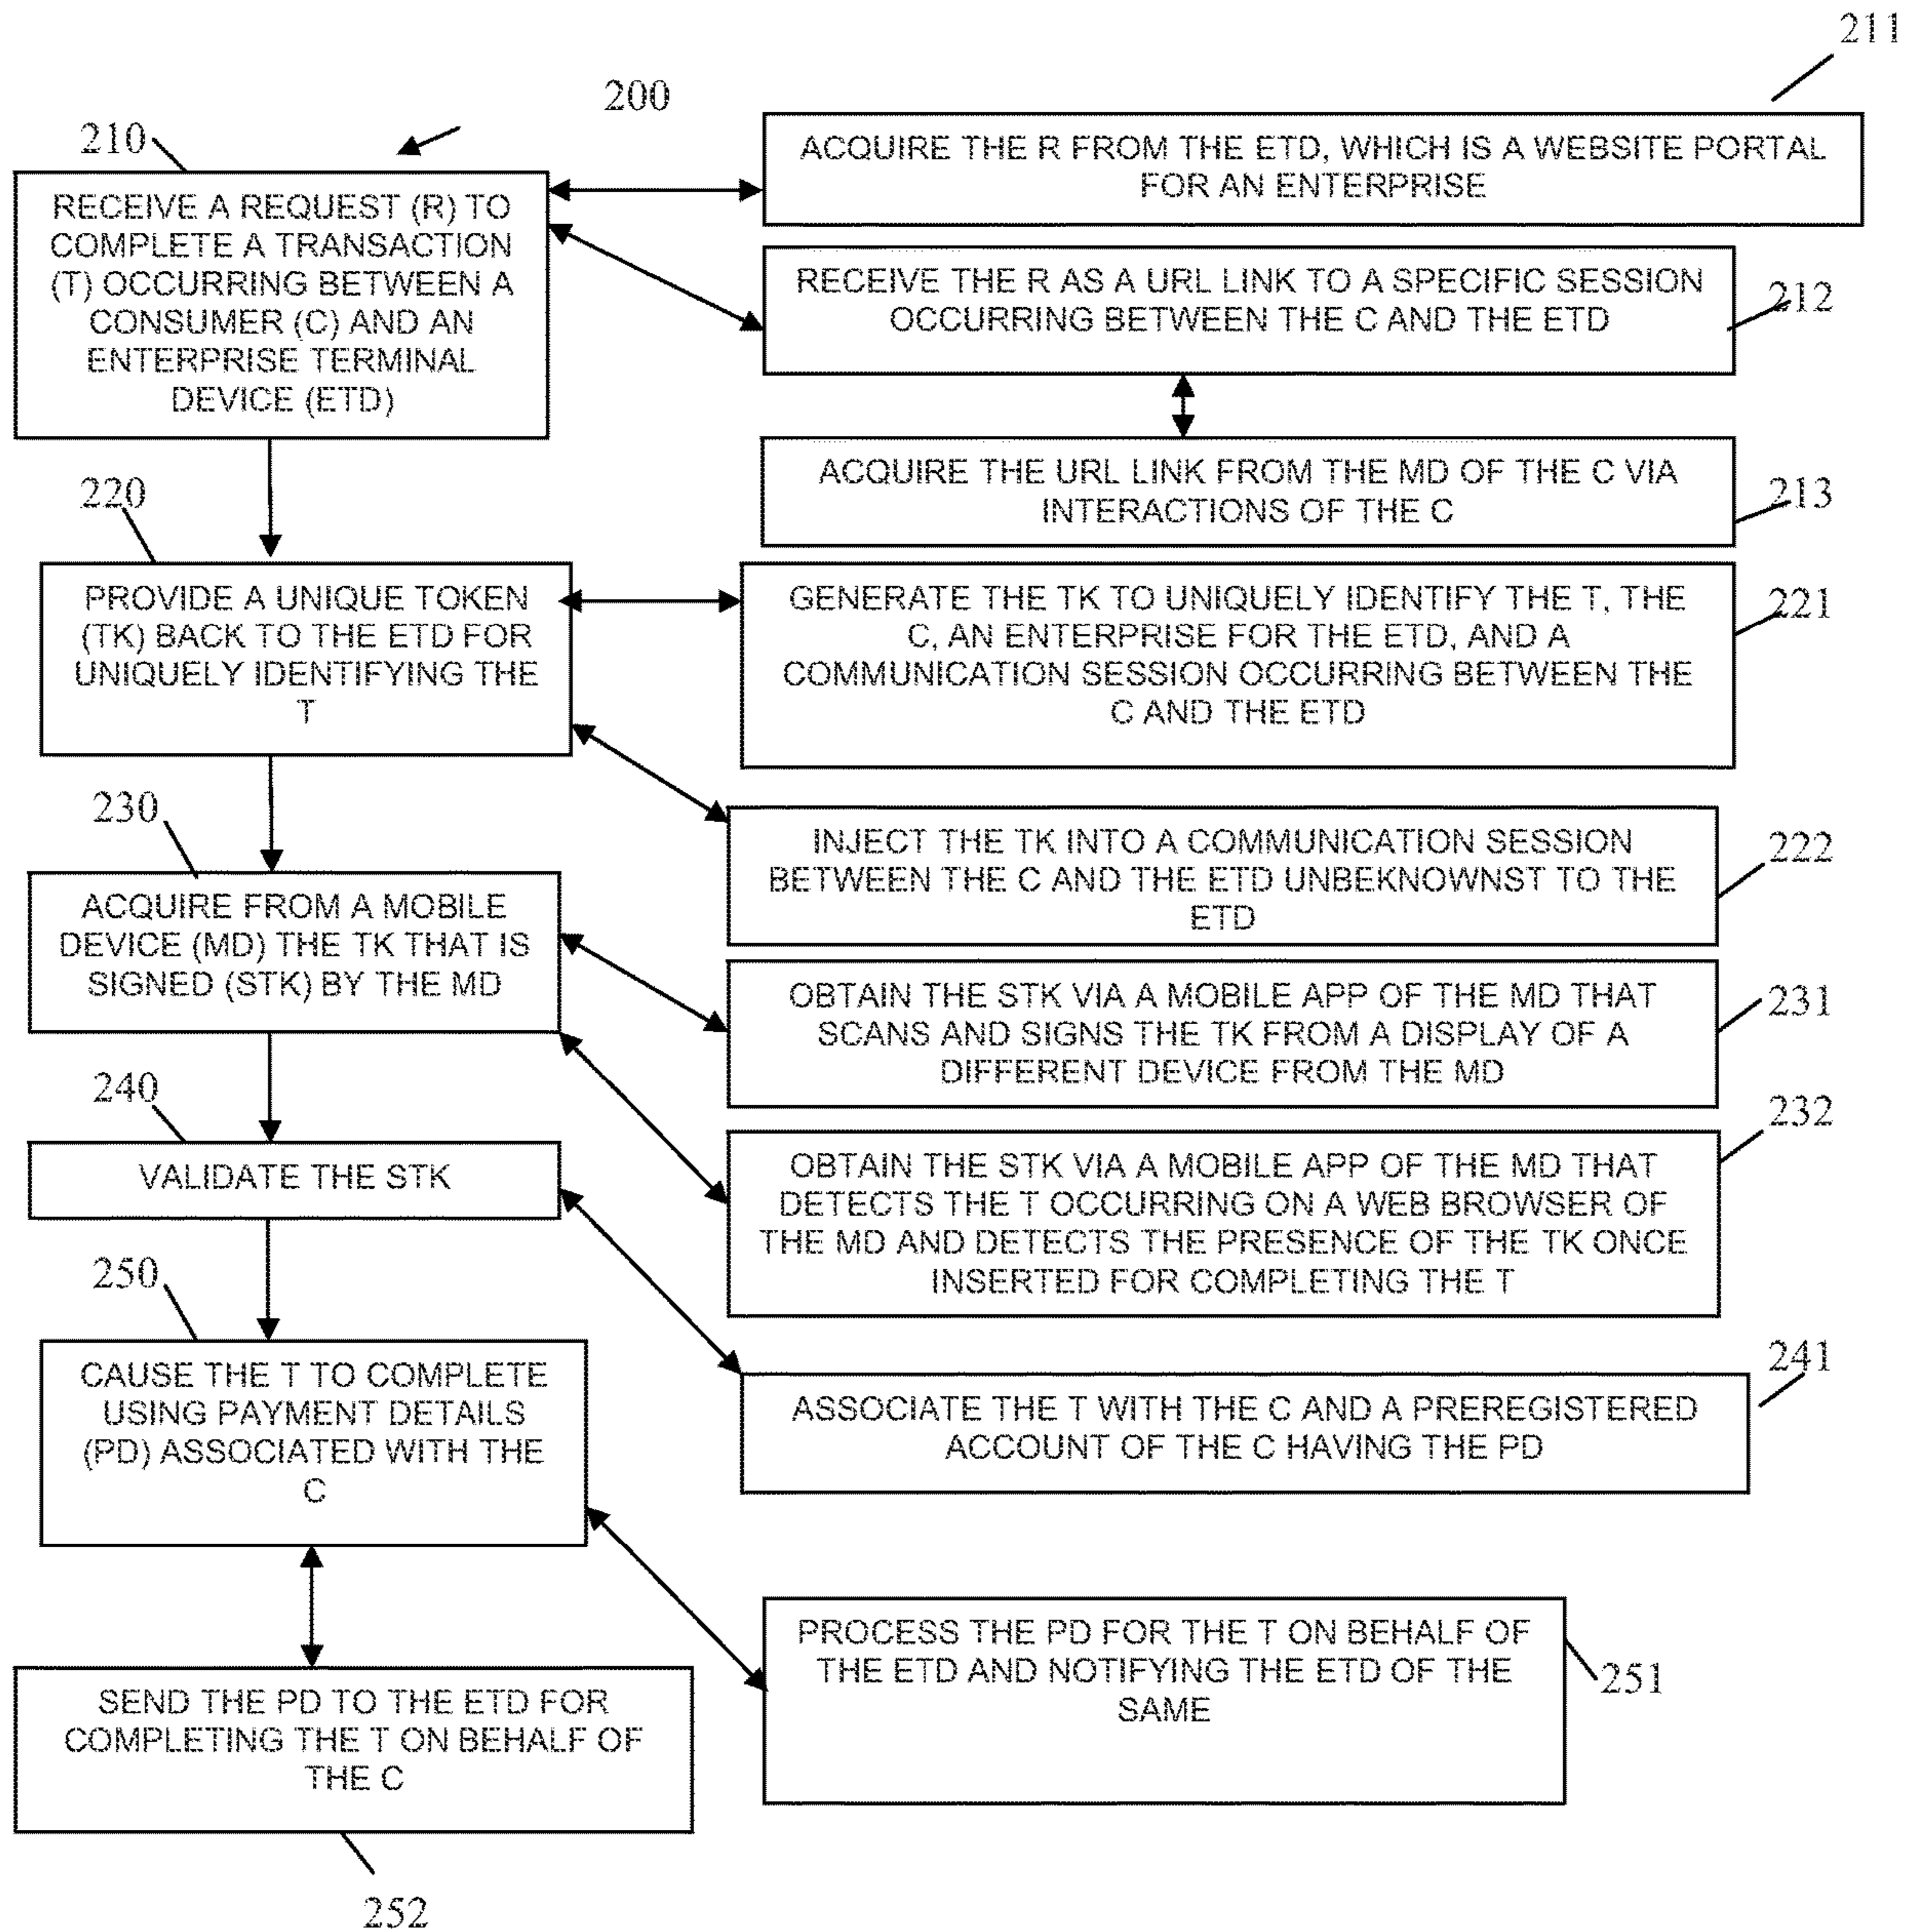 211
200
210
ACQUIRE THE R FROM THE ETD, WHICH IS A WEBSITE PORTAL
FOR AN ENTERPRISE
RECEIVE A REQUEST (R) TO
COMPLETE A TRANSACTION
(T) OCCURRING BETWEEN A
CONSUMER (C) AND AN
ENTERPRISE TERMINAL
DEVICE (ETD)
RECEIVE THE R AS A URL LINK TO A SPECIFIC SESSION
OCCURRING BETWEEN THE C AND THE ETD
212
ACQUIRE THE URL LINK FROM THE MD OF THE C VIA
INTERACTIONS OF THE C
213
220
PROVIDE A UNIQUE TOKEN
(TK) BACK TO THE ETD FOR
UNIQUELY IDENTIFYING THE
T
GENERATE THE TK TO UNIQUELY IDENTIFY THE T, THE
C, AN ENTERPRISE FOR THE ETD, AND A
COMMUNICATION SESSION OCCURRING BETWEEN THE
C AND THE ETD
221
INJECT THE TK INTO A COMMUNICATION SESSION
BETWEEN THE C AND THE ETD UNBEKNOWNST TO THE
ETD
222
230
ACQUIRE FROM A MOBILE
DEVICE (MD) THE TK THAT IS
SIGNED (STK) BY THE MD
OBTAIN THE STK VIA A MOBILE APP OF THE MD THAT
SCANS AND SIGNS THE TK FROM A DISPLAY OF A
DIFFERENT DEVICE FROM THE MD
231
240
VALIDATE THE STK
232
OBTAIN THE STK VIA A MOBILE APP OF THE MD THAT
DETECTS THE T OCCURRING ON A WEB BROWSER OF
THE MD AND DETECTS THE PRESENCE OF THE TK ONCE
INSERTED FOR COMPLETING THE T
250
CAUSE THE T TO COMPLETE
USING PAYMENT DETAILS
(PD) ASSOCIATED WITH THE
C
241
ASSOCIATE THE T WITH THE C AND A PREREGISTERED
ACCOUNT OF THE C HAVING THE PD
PROCESS THE PD FOR THE T ON BEHALF OF
THE ETD AND NOTIFYING THE ETD OF THE
SAME
251
SEND THE PD TO THE ETD FOR
COMPLETING THE T ON BEHALF OF
THE C
252